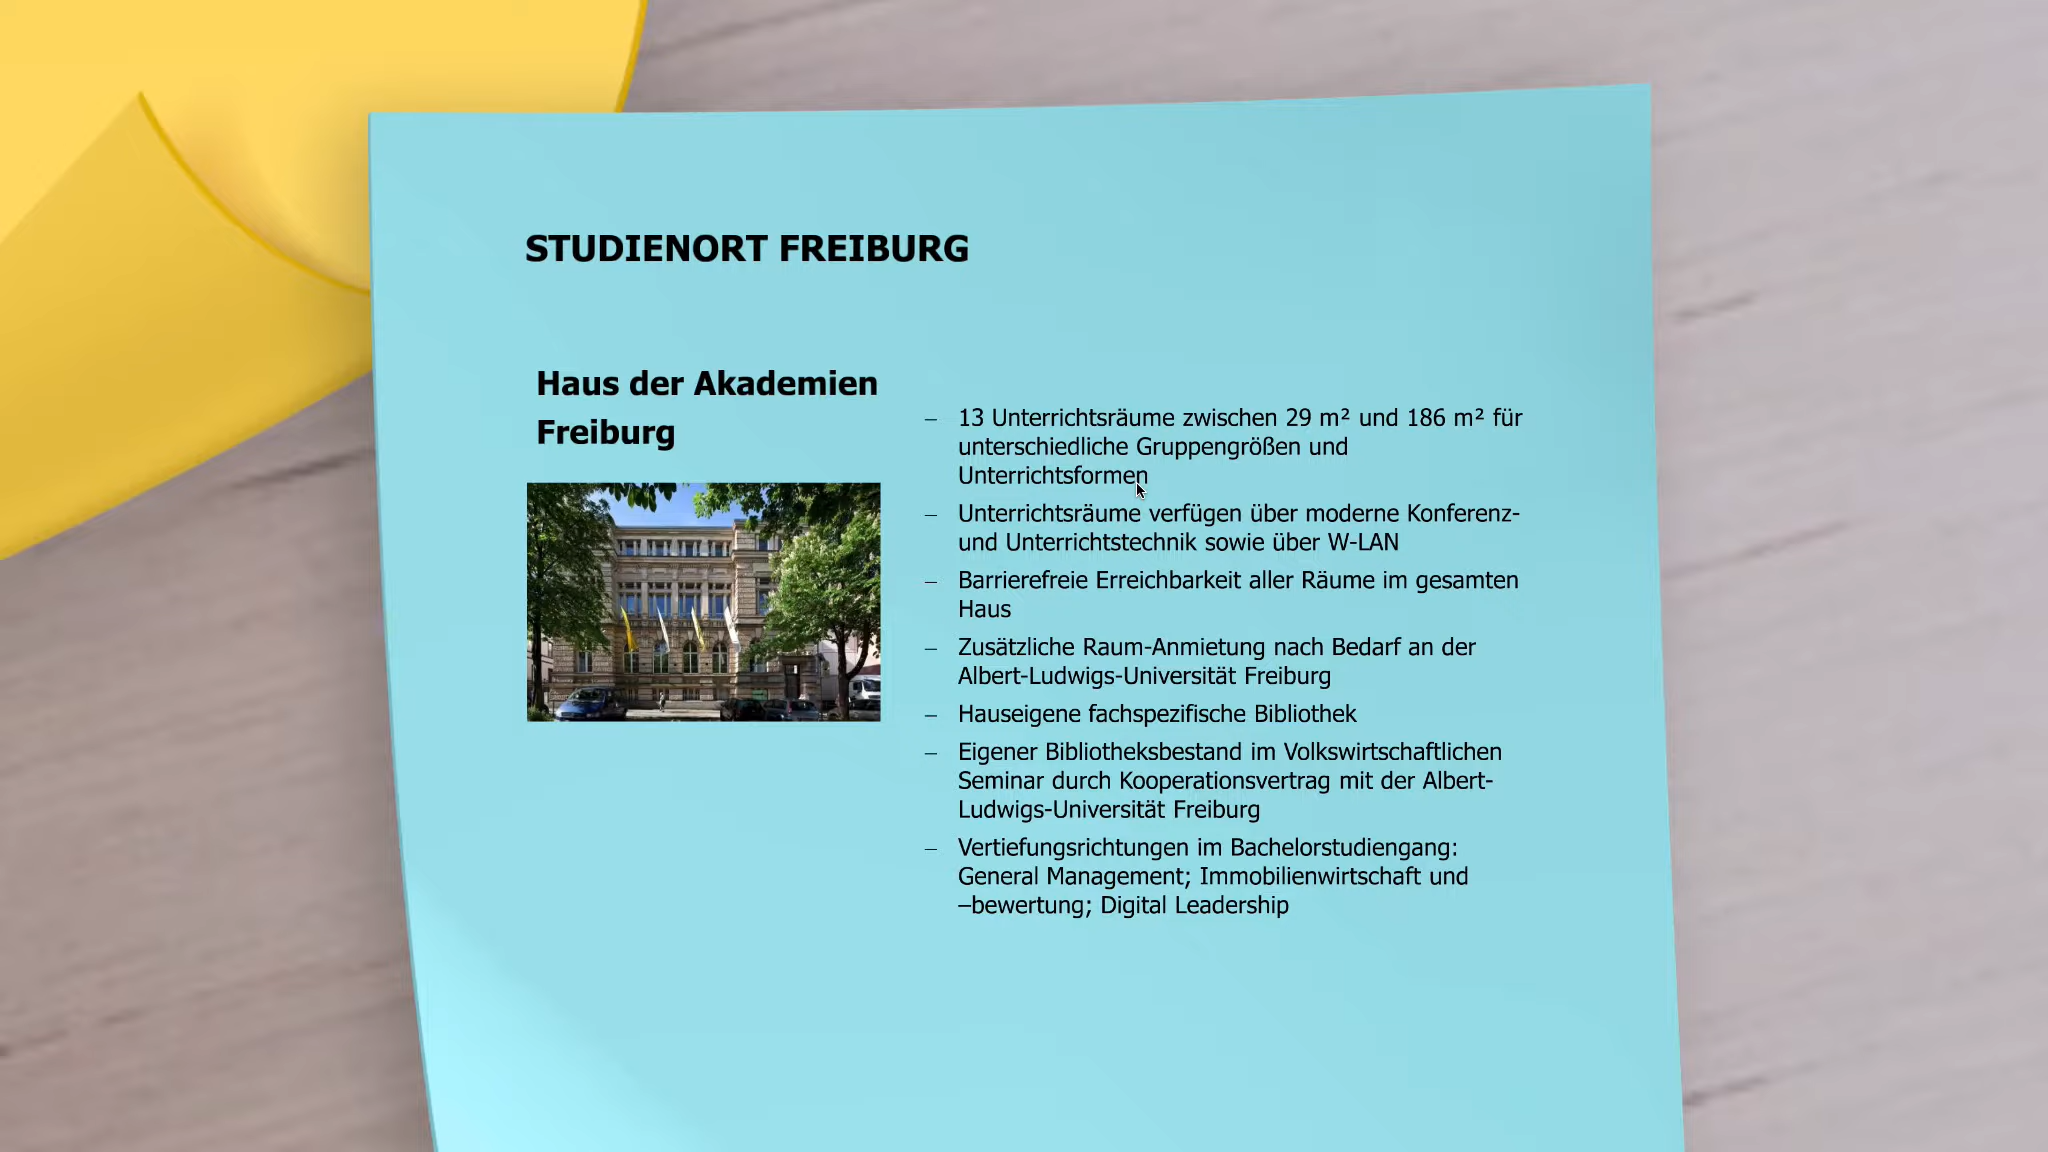 STUDIENORT FREIBURG
Haus der Akademien
Freiburg
– 13 Unterrichtsräume zwischen 29 m² und 186 m² für
unterschiedliche Gruppengrößen und
Unterrichtsformen
– Unterrichtsräume verfügen über moderne Konferenz-
und Unterrichtstechnik sowie über W-LAN
– Barrierefreie Erreichbarkeit aller Räume im gesamten
Haus
– Zusätzliche Raum-Anmietung nach Bedarf an der
Albert-Ludwigs-Universität Freiburg
– Hauseigene fachspezifische Bibliothek
– Eigener Bibliotheksbestand im Volkswirtschaftlichen
Seminar durch Kooperationsvertrag mit der Albert-
Ludwigs-Universität Freiburg
– Vertiefungsrichtungen im Bachelorstudiengang:
General Management; Immobilienwirtschaft und
–bewertung; Digital Leadership